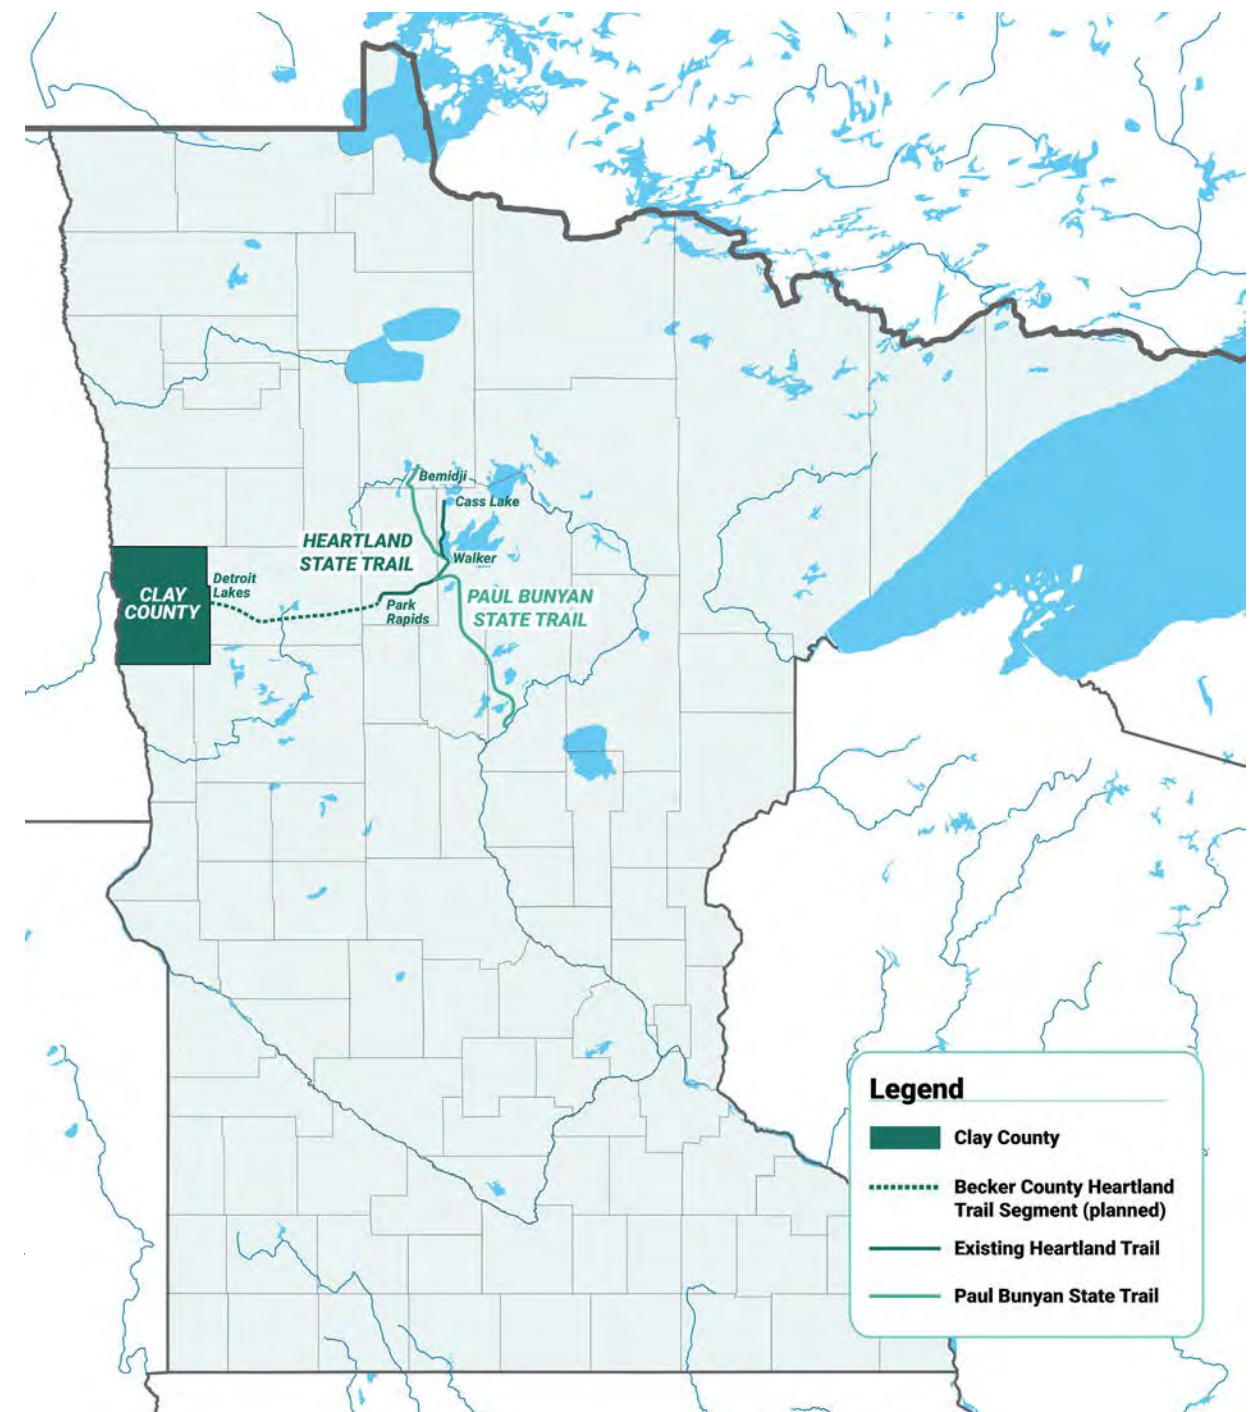 Bemidji
Cass Lake
HEARTLAND
STATE TRAIL
Walker
Detroit
Lakes
CLAY
COUNTY
Park
Rapids
PAUL BUNYAN
STATE TRAIL
Legend
Clay County
Becker County Heartland
Trail Segment (planned)
Existing Heartland Trail
Paul Bunyan State Trail